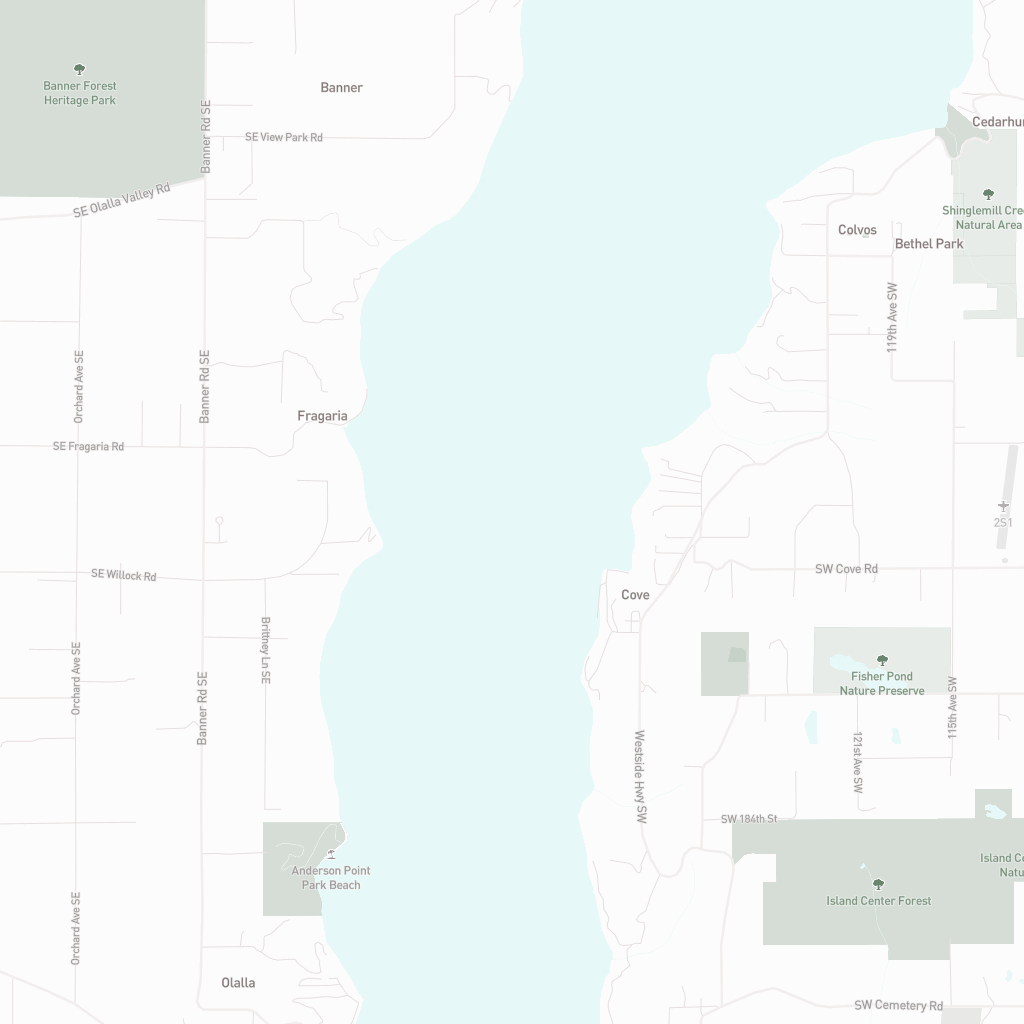 Banner Forest
Heritage Park
Banner
Banner Rd SE
SE View Park Rd
Cedarhur
SE Olalla Valley Rd
Shinglemill Cree
Natural Area
Colvos
Bethel Park
119th Ave SW
Orchard Ave SE
Banner Rd SE
Fragaria
SE Fragaria Rd
2S1
SE Willock Rd
SW Cove Rd
Cove
Brittney Ln SE
Orchard Ave SE
Banner Rd SE
Fisher Pond
Nature Preserve
115th Ave SW
Westside Hwy SW
121st Ave SW
SW 184th St
Anderson Point
Park Beach
Island Ce
Natu
Island Center Forest
Orchard Ave SE
Olalla
SW Cemetery Rd